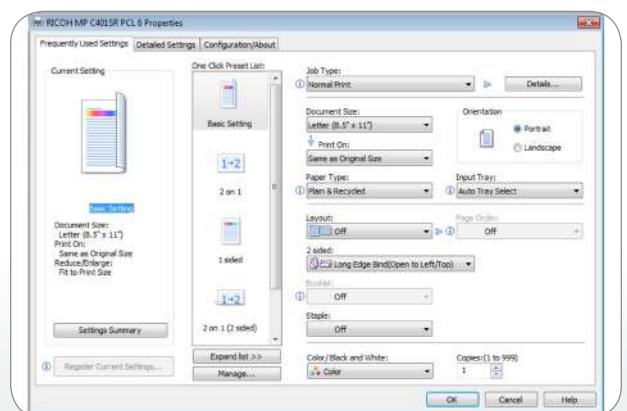 RICOH MP C401SR PCL 6 Properties
Frequently Used Settings Detailed Settings Configuration/About
Current Setting
Basic Setting
Document Size:
Letter (8.5" x 11")
Print On:
Same as Original Size
Reduce/Enlarge:
Fit to Print Size
Settings Summary
Register Current Settings...
One Click Preset List:
Basic Setting
1→2
2 on 1
1 sided
1→2
2 on 1 (2 sided)
Expand list >>
Manage...
Job Type:
Normal Print
Details...
Document Size:
Letter (8.5" x 11")
Print On:
Same as Original Size
Orientation
Portrait
Landscape
Paper Type:
Plain & Recycled
Input Tray:
Auto Tray Select
Layout:
Off
Page Order:
Off
2 sided:
Long Edge Bind(Open to Left/Top)
Booklet:
Off
Staple:
Off
Color/Black and White:
Color
Copies:(1 to 999)
1
OK Cancel Help